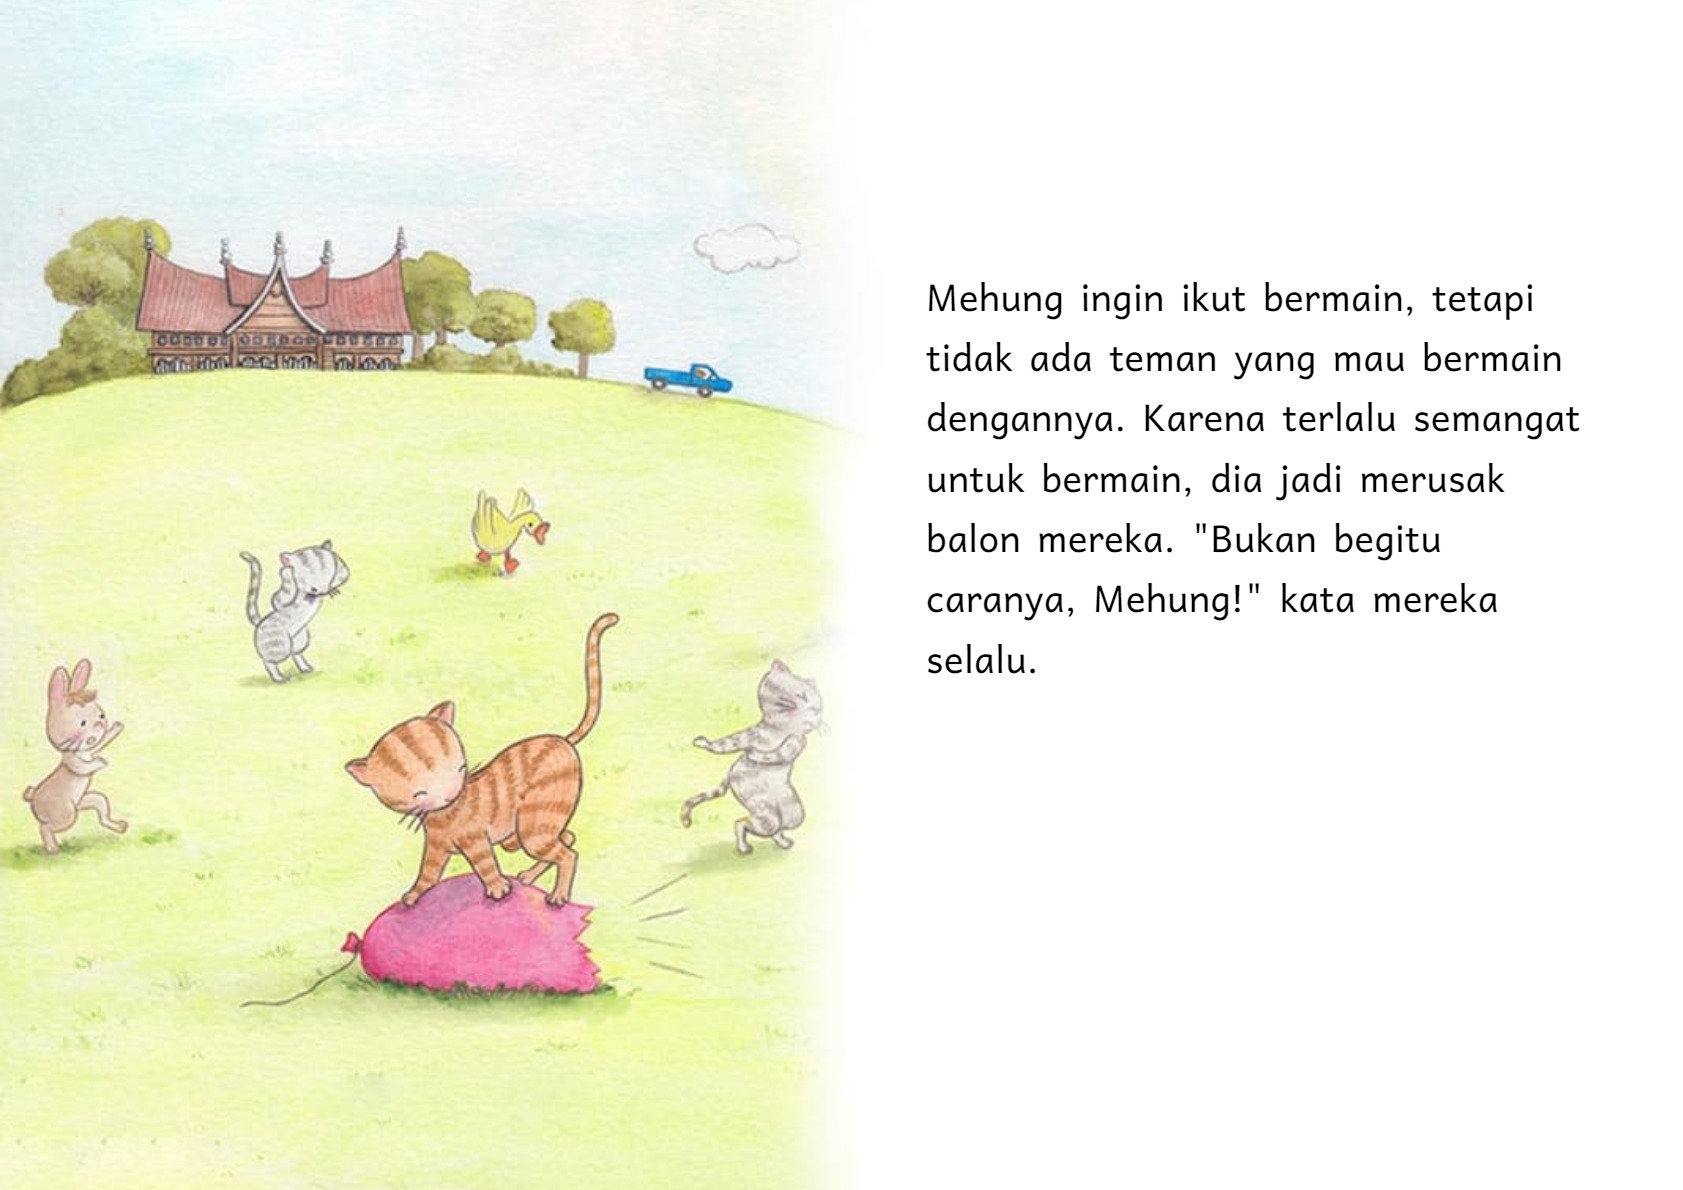 Mehung ingin ikut bermain, tetapi
tidak ada teman yang mau bermain
dengannya. Karena terlalu semangat
untuk bermain, dia jadi merusak
balon mereka. "Bukan begitu
caranya, Mehung!" kata mereka
selalu.